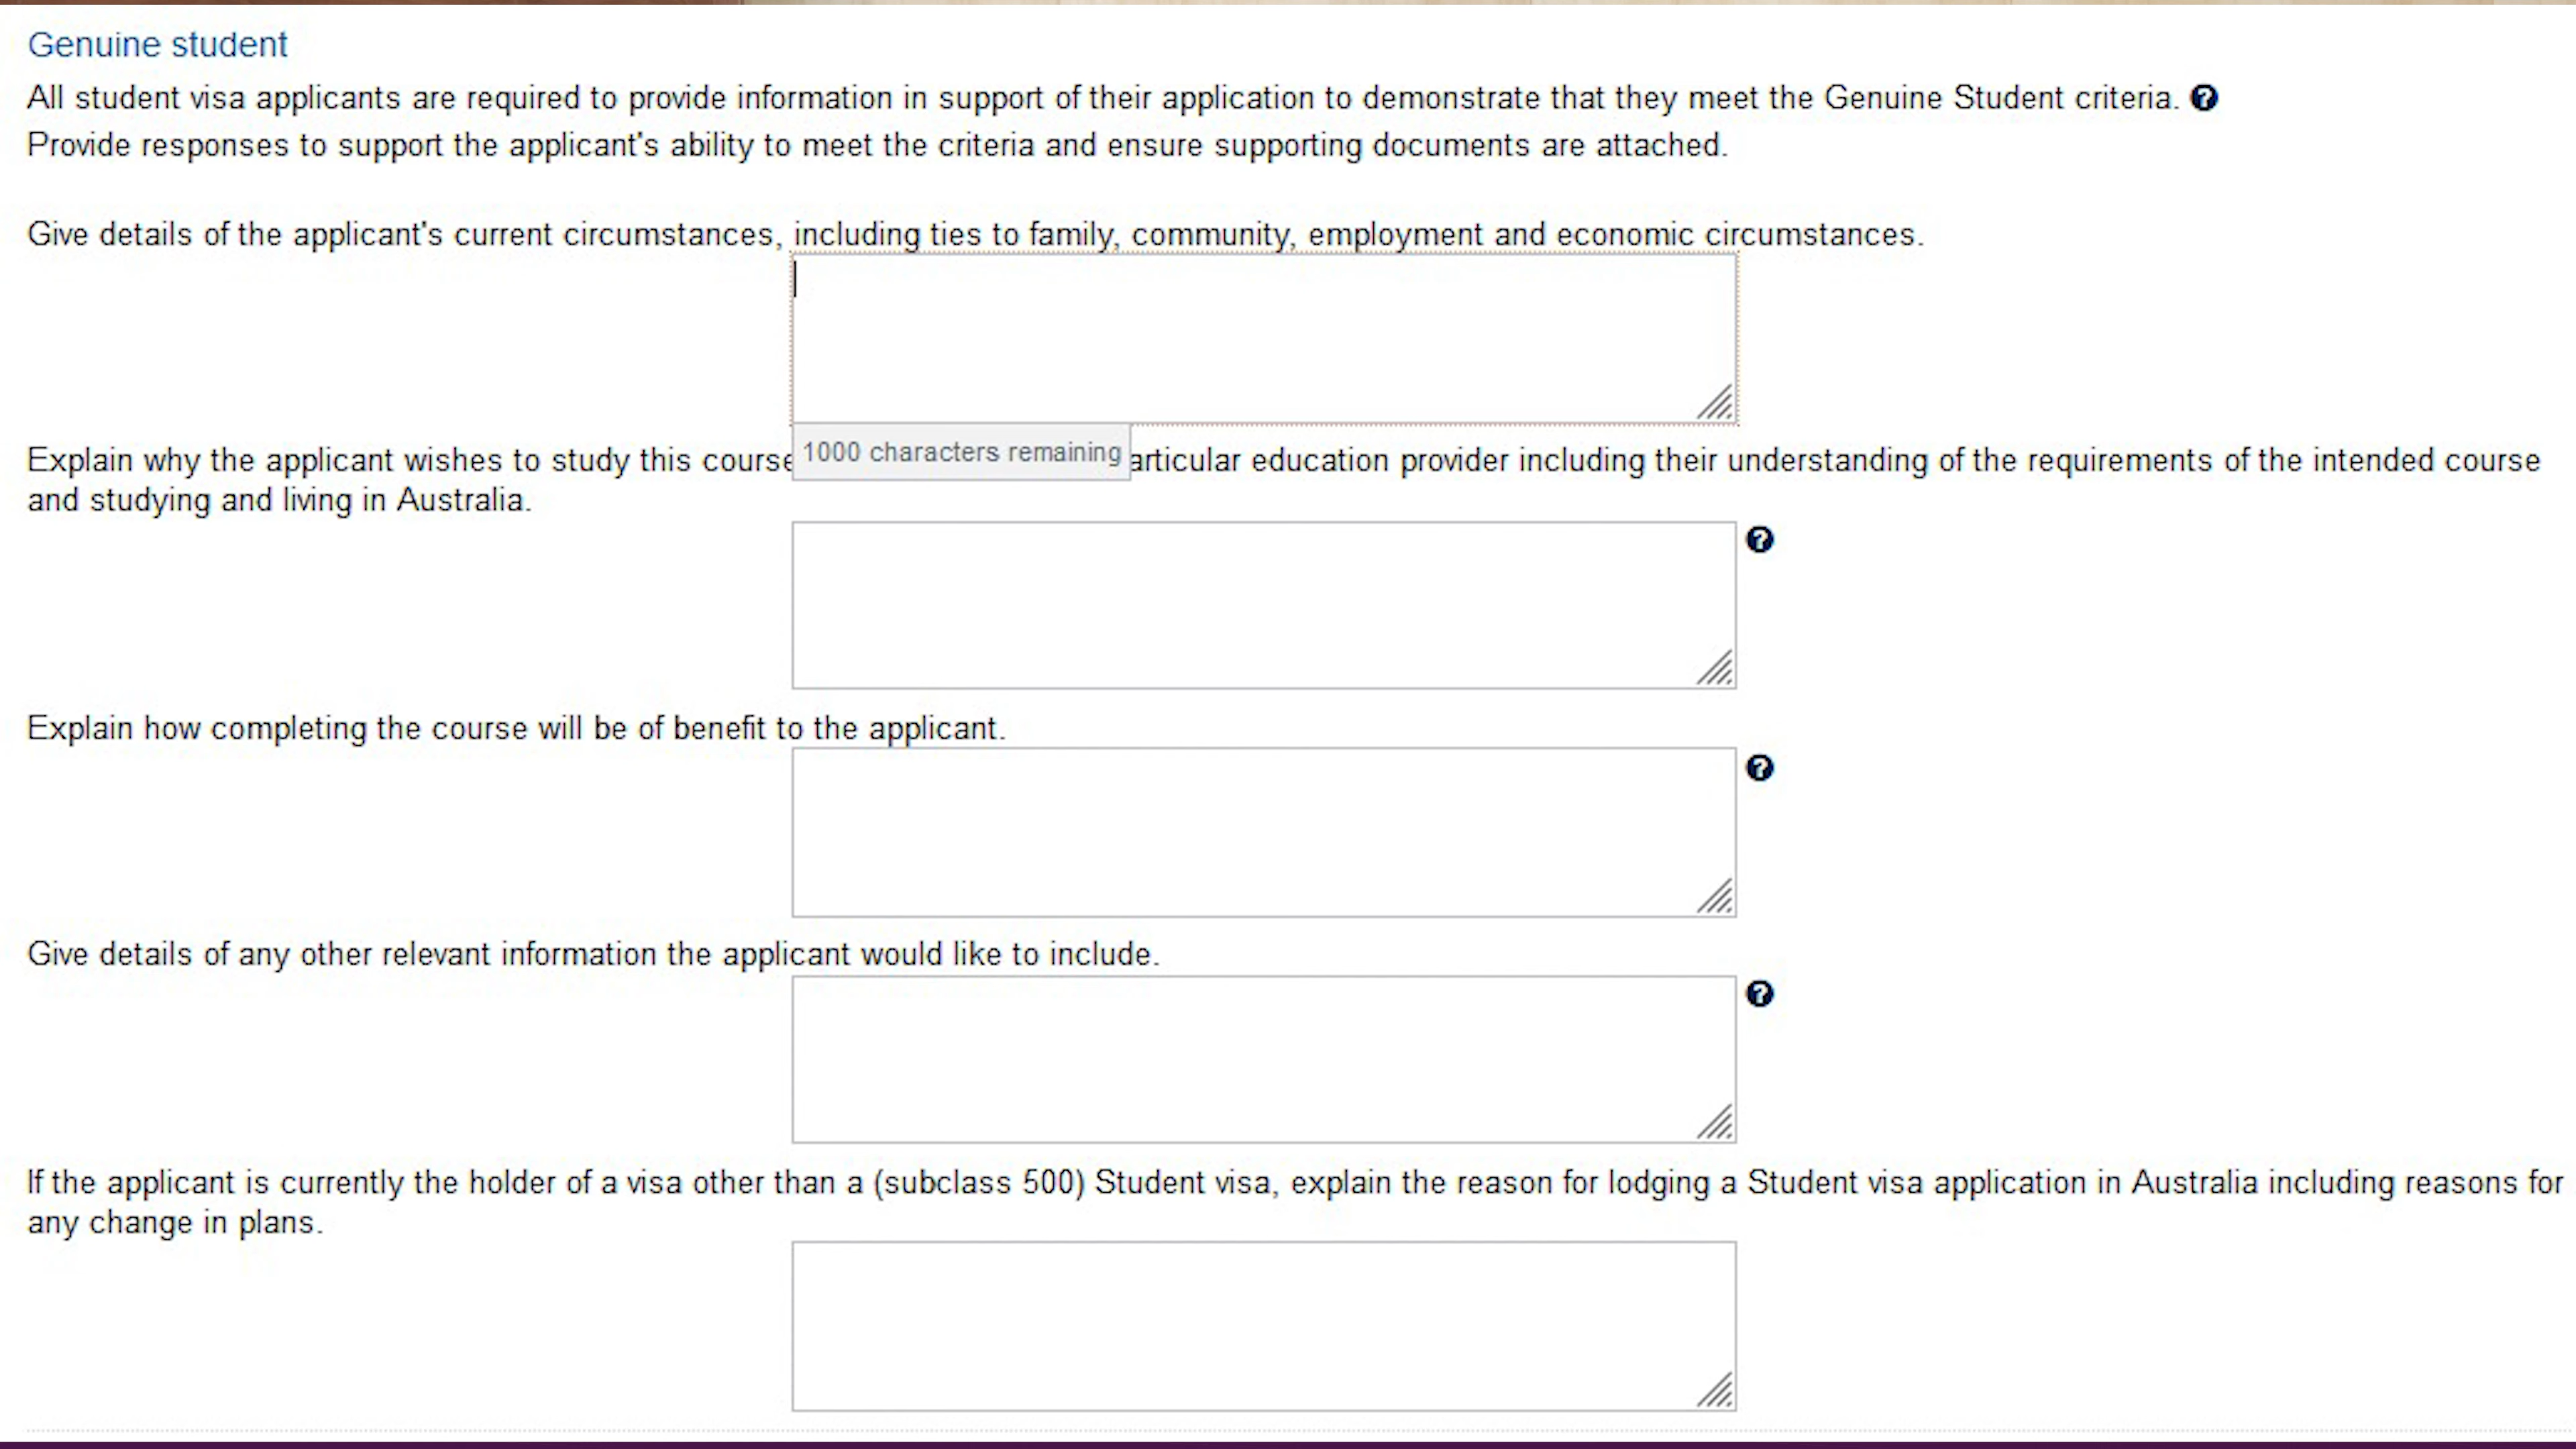 Genuine student
All student visa applicants are required to provide information in support of their application to demonstrate that they meet the Genuine Student criteria. ?
Provide responses to support the applicant's ability to meet the criteria and ensure supporting documents are attached.
Give details of the applicant's current circumstances, including ties to family, community, employment and economic circumstances.
1000 characters remaining
Explain why the applicant wishes to study this course articular education provider including their understanding of the requirements of the intended course
and studying and living in Australia.
?
Explain how completing the course will be of benefit to the applicant.
?
Give details of any other relevant information the applicant would like to include.
?
If the applicant is currently the holder of a visa other than a (subclass 500) Student visa, explain the reason for lodging a Student visa application in Australia including reasons for
any change in plans.